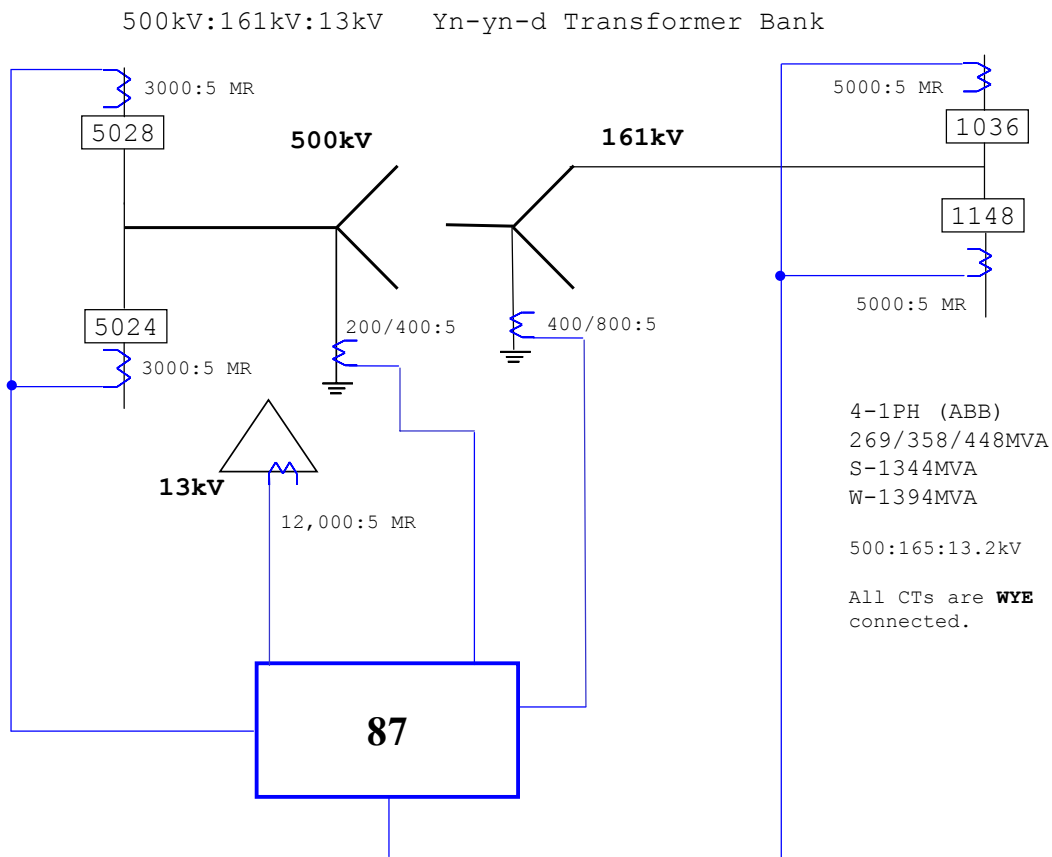 500kV:161kV:13kV Yn-yn-d Transformer Bank
3000:5 MR
5000:5 MR
5028
500kV
161kV
1036
1148
5024
200/400:5
400/800:5
5000:5 MR
3000:5 MR
13kV
12,000:5 MR
4-1PH (ABB)
269/358/448MVA
S-1344MVA
W-1394MVA
500:165:13.2kV
All CTs are WYE
connected.
87